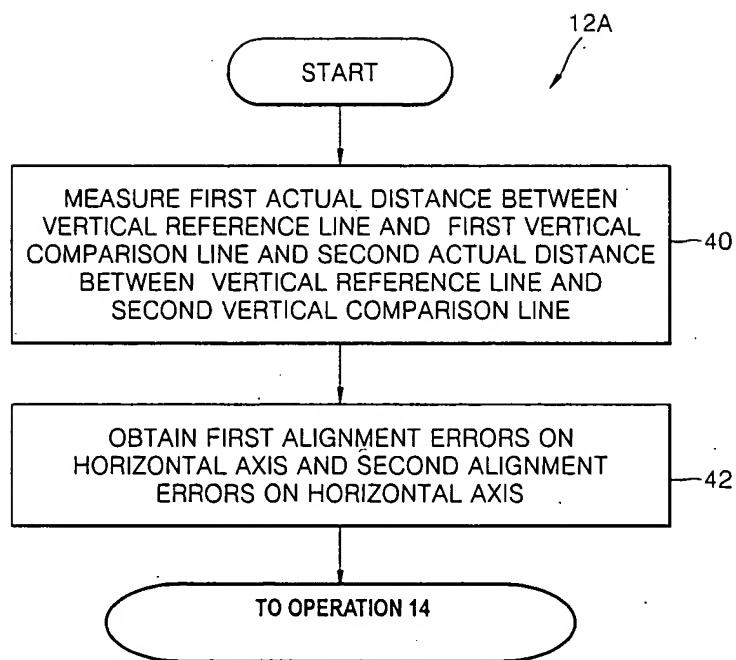 12A
START
MEASURE FIRST ACTUAL DISTANCE BETWEEN
VERTICAL REFERENCE LINE AND FIRST VERTICAL
COMPARISON LINE AND SECOND ACTUAL DISTANCE
BETWEEN VERTICAL REFERENCE LINE AND
SECOND VERTICAL COMPARISON LINE
40
OBTAIN FIRST ALIGNMENT ERRORS ON
HORIZONTAL AXIS AND SECOND ALIGNMENT
ERRORS ON HORIZONTAL AXIS
42
TO OPERATION 14